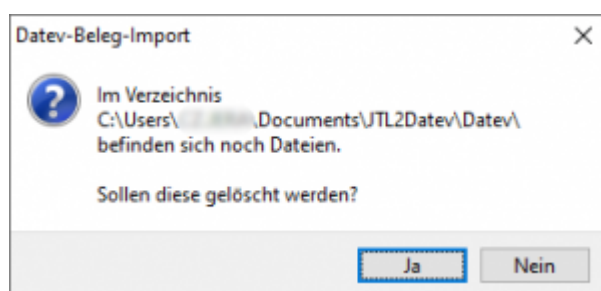 Datev-Beleg-Import
Im Verzeichnis
C:\Users\ .Documents\JTL2Datev\Datev\
befinden sich noch Dateien.
Sollen diese gelöscht werden?
Ja
Nein